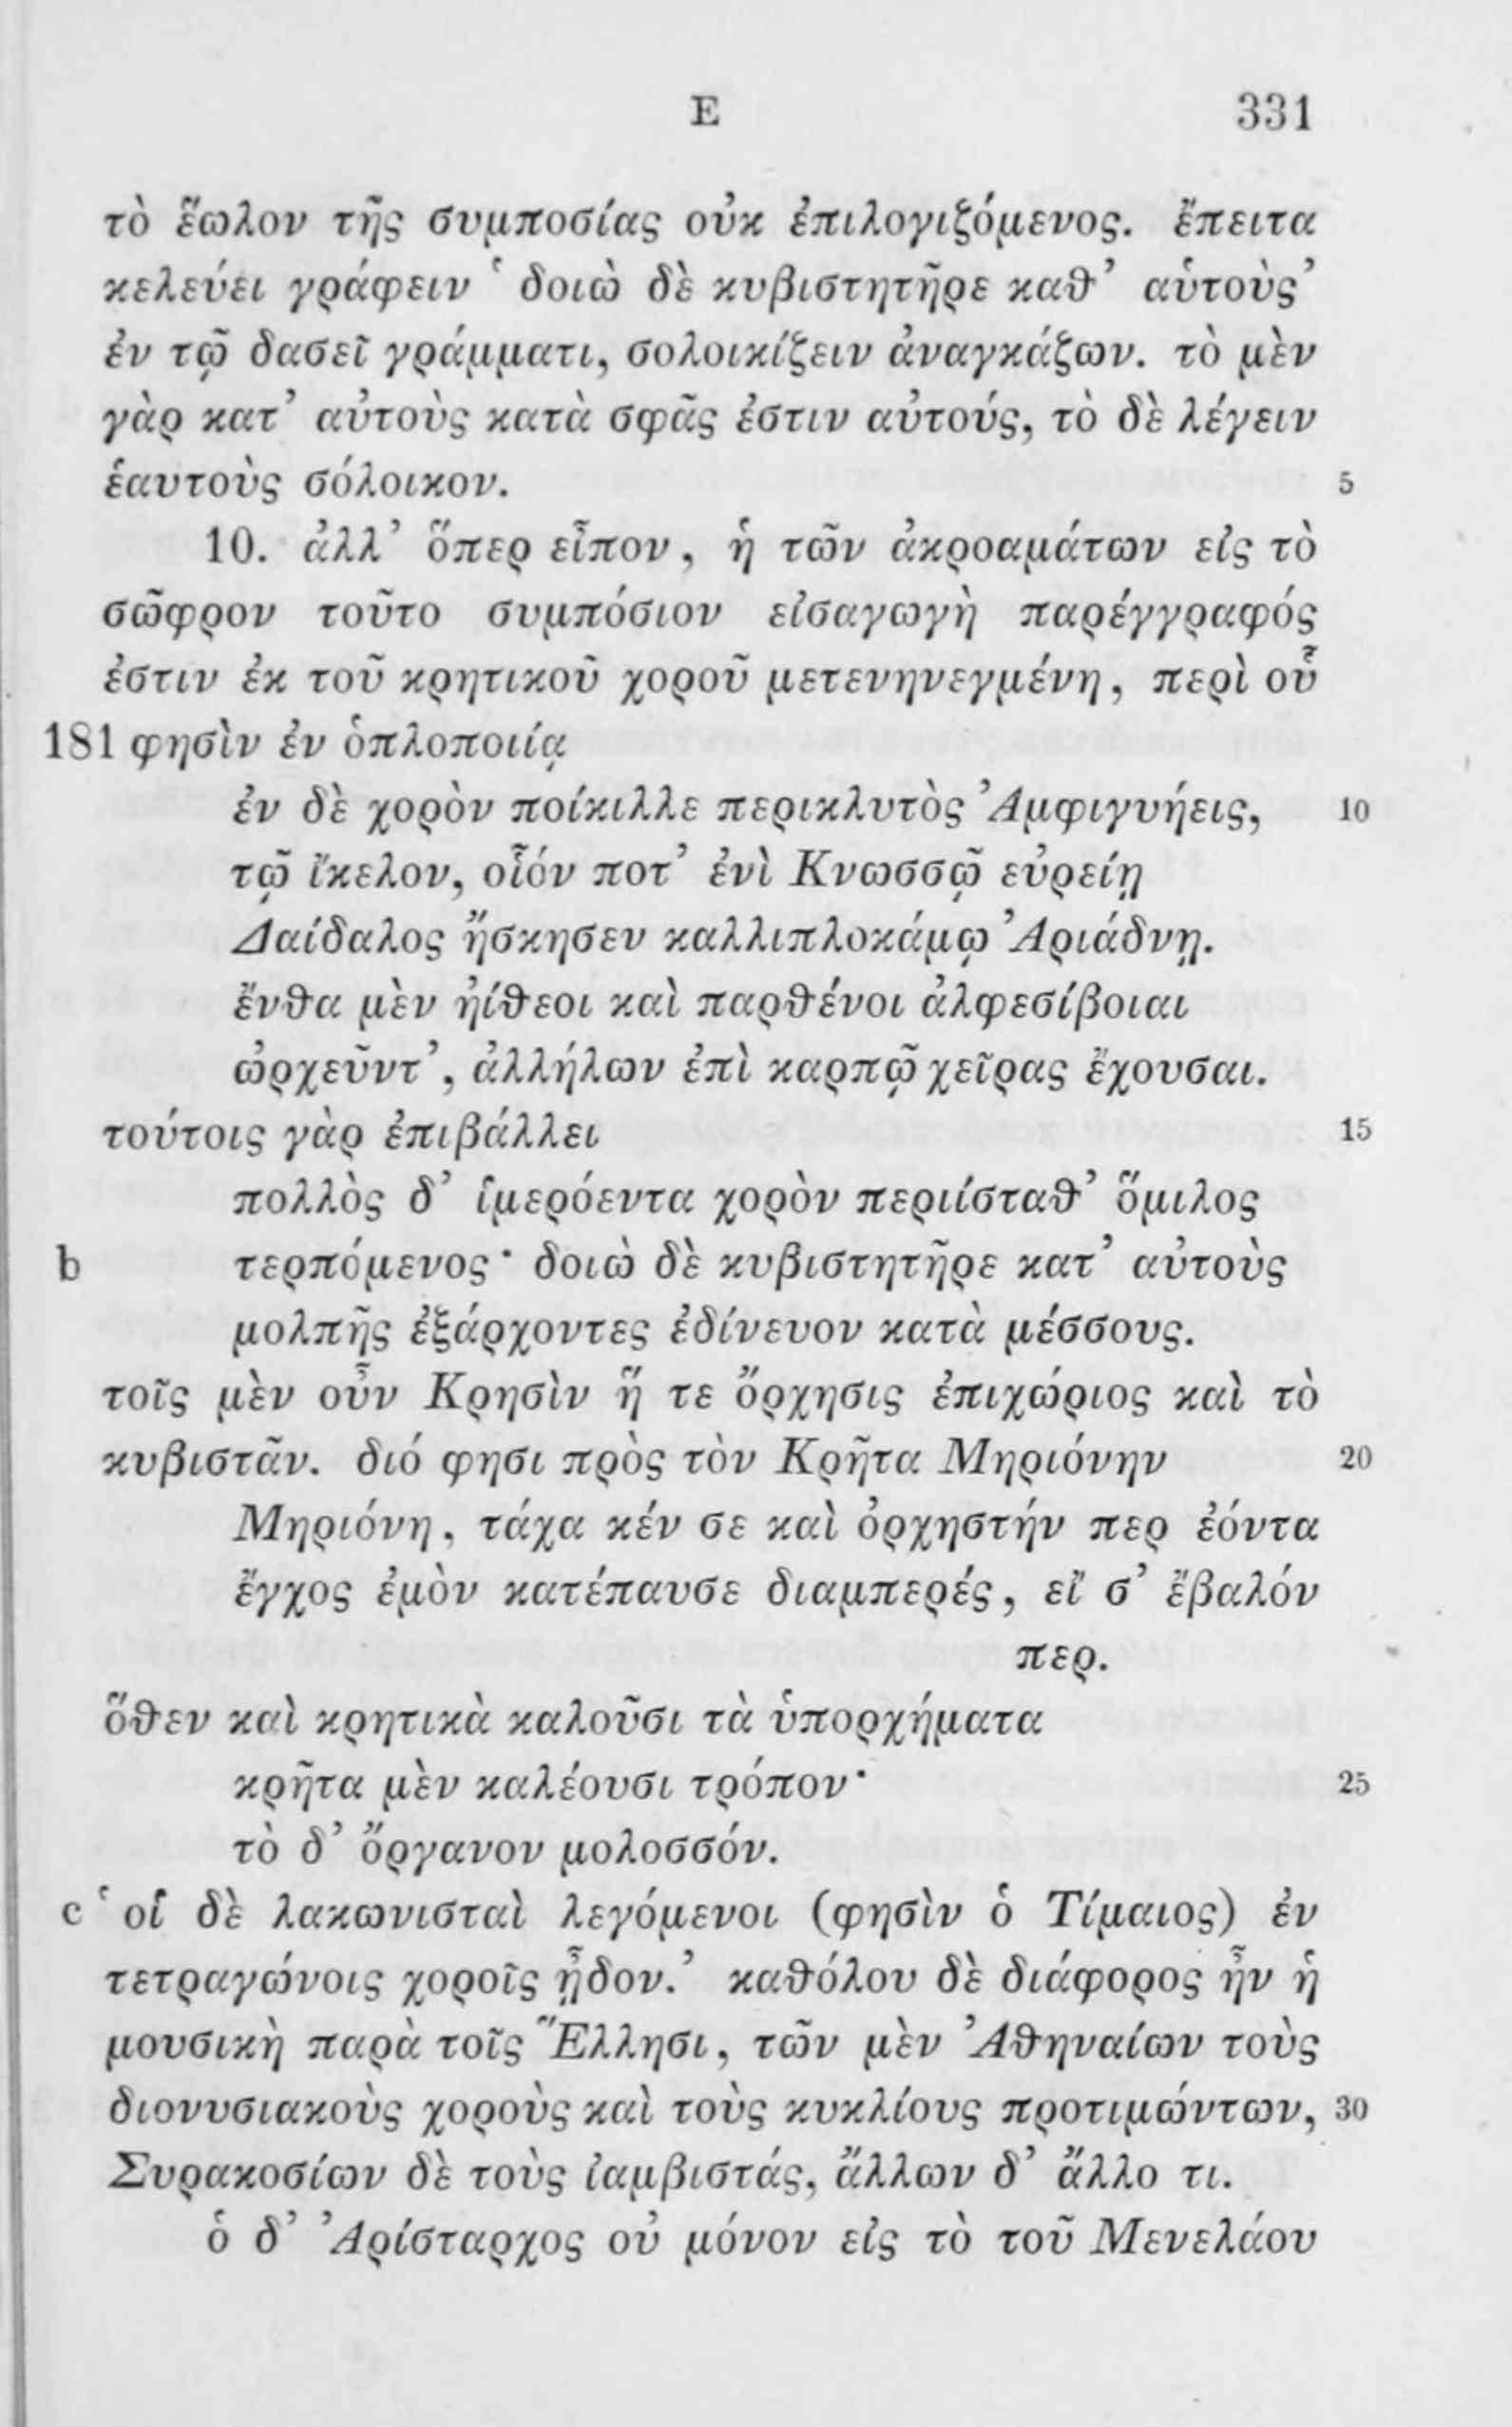 E 331
τὸ ἕωλον τῆς συμποσίας οὐκ ἐπιλογιζόμενος. ἔπειτα
κελεύει γράφειν ‘δοιὼ δὲ κυβιστητῆρε καθ’ αὑτοὺς’
ἐν τῷ δασεῖ γράμματι, σολοικίζειν ἀναγκάζων. τὸ μὲν
γὰρ κατ’ αὐτοὺς κατὰ σφᾶς ἐστιν αὐτούς, τὸ δὲ λέγειν
ἑαυτοὺς σόλοικον. 5
10. ἀλλ’ ὅπερ εἶπον, ἡ τῶν ἀκροαμάτων εἰς τὸ
σῶφρον τοῦτο συμπόσιον εἰσαγωγὴ παρέγγραφός
ἐστιν ἐκ τοῦ κρητικοῦ χοροῦ μετενηνεγμένη, περὶ οὗ
181 φησὶν ἐν ὁπλοποιίᾳ
ἐν δὲ χορὸν ποίκιλλε περικλυτὸς Ἀμφιγυήεις, 10
τῷ ἴκελον, οἷόν ποτ’ ἐνὶ Κνωσσῷ εὐρείῃ
Δαίδαλος ἤσκησεν καλλιπλοκάμῳ Ἀριάδνῃ.
ἔνθα μὲν ἠίθεοι καὶ παρθένοι ἀλφεσίβοιαι
ὠρχεῦντ’, ἀλλήλων ἐπὶ καρπῷ χεῖρας ἔχουσαι.
τούτοις γὰρ ἐπιβάλλει 15
πολλὸς δ’ ἱμερόεντα χορὸν περιίσταθ’ ὅμιλος
b τερπόμενος· δοιὼ δὲ κυβιστητῆρε κατ’ αὐτοὺς
μολπῆς ἐξάρχοντες ἐδίνευον κατὰ μέσσους.
τοῖς μὲν οὖν Κρησὶν ἥ τε ὄρχησις ἐπιχώριος καὶ τὸ
κυβιστᾶν. διό φησι πρὸς τὸν Κρῆτα Μηριόνην 20
Μηριόνη, τάχα κέν σε καὶ ὀρχηστήν περ ἐόντα
ἔγχος ἐμὸν κατέπαυσε διαμπερές, εἴ σ’ ἔβαλόν
περ.
ὅθεν καὶ κρητικὰ καλοῦσι τὰ ὑπορχήματα
κρῆτα μὲν καλέουσι τρόπον· 25
τὸ δ’ ὄργανον μολοσσόν.
c ‘οἱ δὲ λακωνισταὶ λεγόμενοι (φησὶν ὁ Τίμαιος) ἐν
τετραγώνοις χοροῖς ᾖδον.’ καθόλου δὲ διάφορος ἦν ἡ
μουσικὴ παρὰ τοῖς Ἕλλησι, τῶν μὲν Ἀθηναίων τοὺς
διονυσιακοὺς χοροὺς καὶ τοὺς κυκλίους προτιμώντων, 30
Συρακοσίων δὲ τοὺς ἰαμβιστάς, ἄλλων δ’ ἄλλο τι.
ὁ δ’ Ἀρίσταρχος οὐ μόνον εἰς τὸ τοῦ Μενελάου